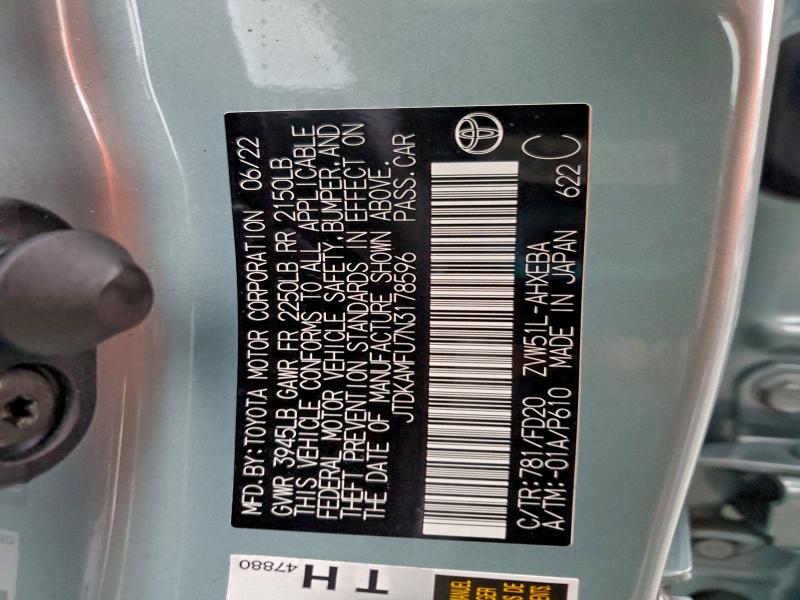 MFD. BY: TOYOTA MOTOR CORPORATION 06/22
GVWR 3945LB GAWR FR 2250LB RR 2150LB
THIS VEHICLE CONFORMS TO ALL APPLICABLE
FEDERAL MOTOR VEHICLE SAFETY, BUMPER, AND
THEFT PREVENTION STANDARDS IN EFFECT ON
THE DATE OF MANUFACTURE SHOWN ABOVE.
JTDKAMFU7N3178596 PASS. CAR
C/TR: 781/FD20 ZVW51L-AHXEBA
A/TM: -01A/P610 MADE IN JAPAN 622 C
47880
TH